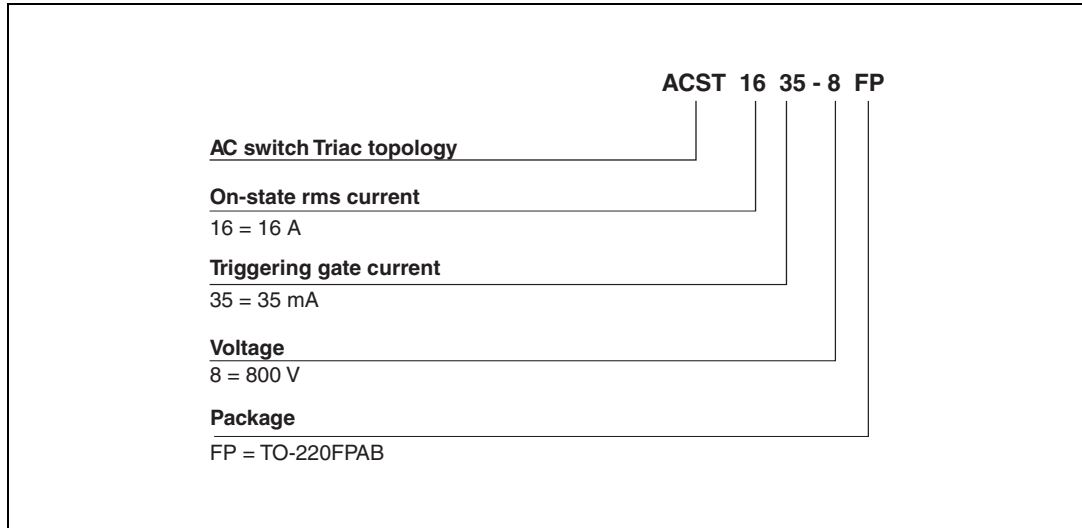 ACST 16 35 - 8 FP
AC switch Triac topology
On-state rms current
16 = 16 A
Triggering gate current
35 = 35 mA
Voltage
8 = 800 V
Package
FP = TO-220FPAB